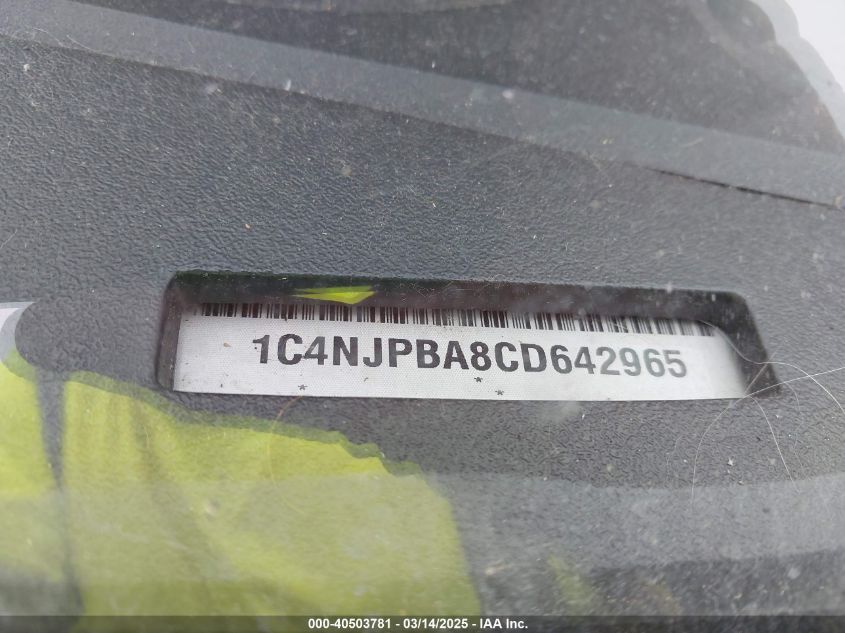 1C4NJPBA8CD642965
* * *
000-40503781 - 03/14/2025 - IAA Inc.